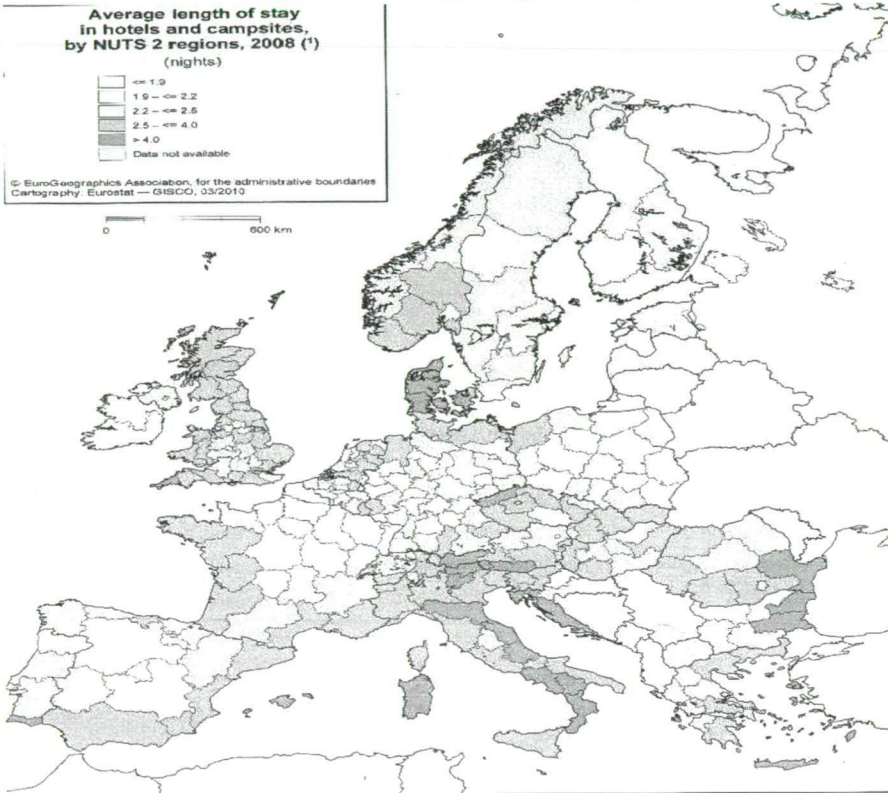 Average length of stay
in hotels and campsites,
by NUTS 2 regions, 2008 (¹)
(nights)
<= 1.9
1.9 – <= 2.2
2.2 – <= 2.5
2.5 – <= 4.0
> 4.0
Data not available
© EuroGeographics Association, for the administrative boundaries
Cartography: Eurostat — GISCO, 03/2010
0 600 km